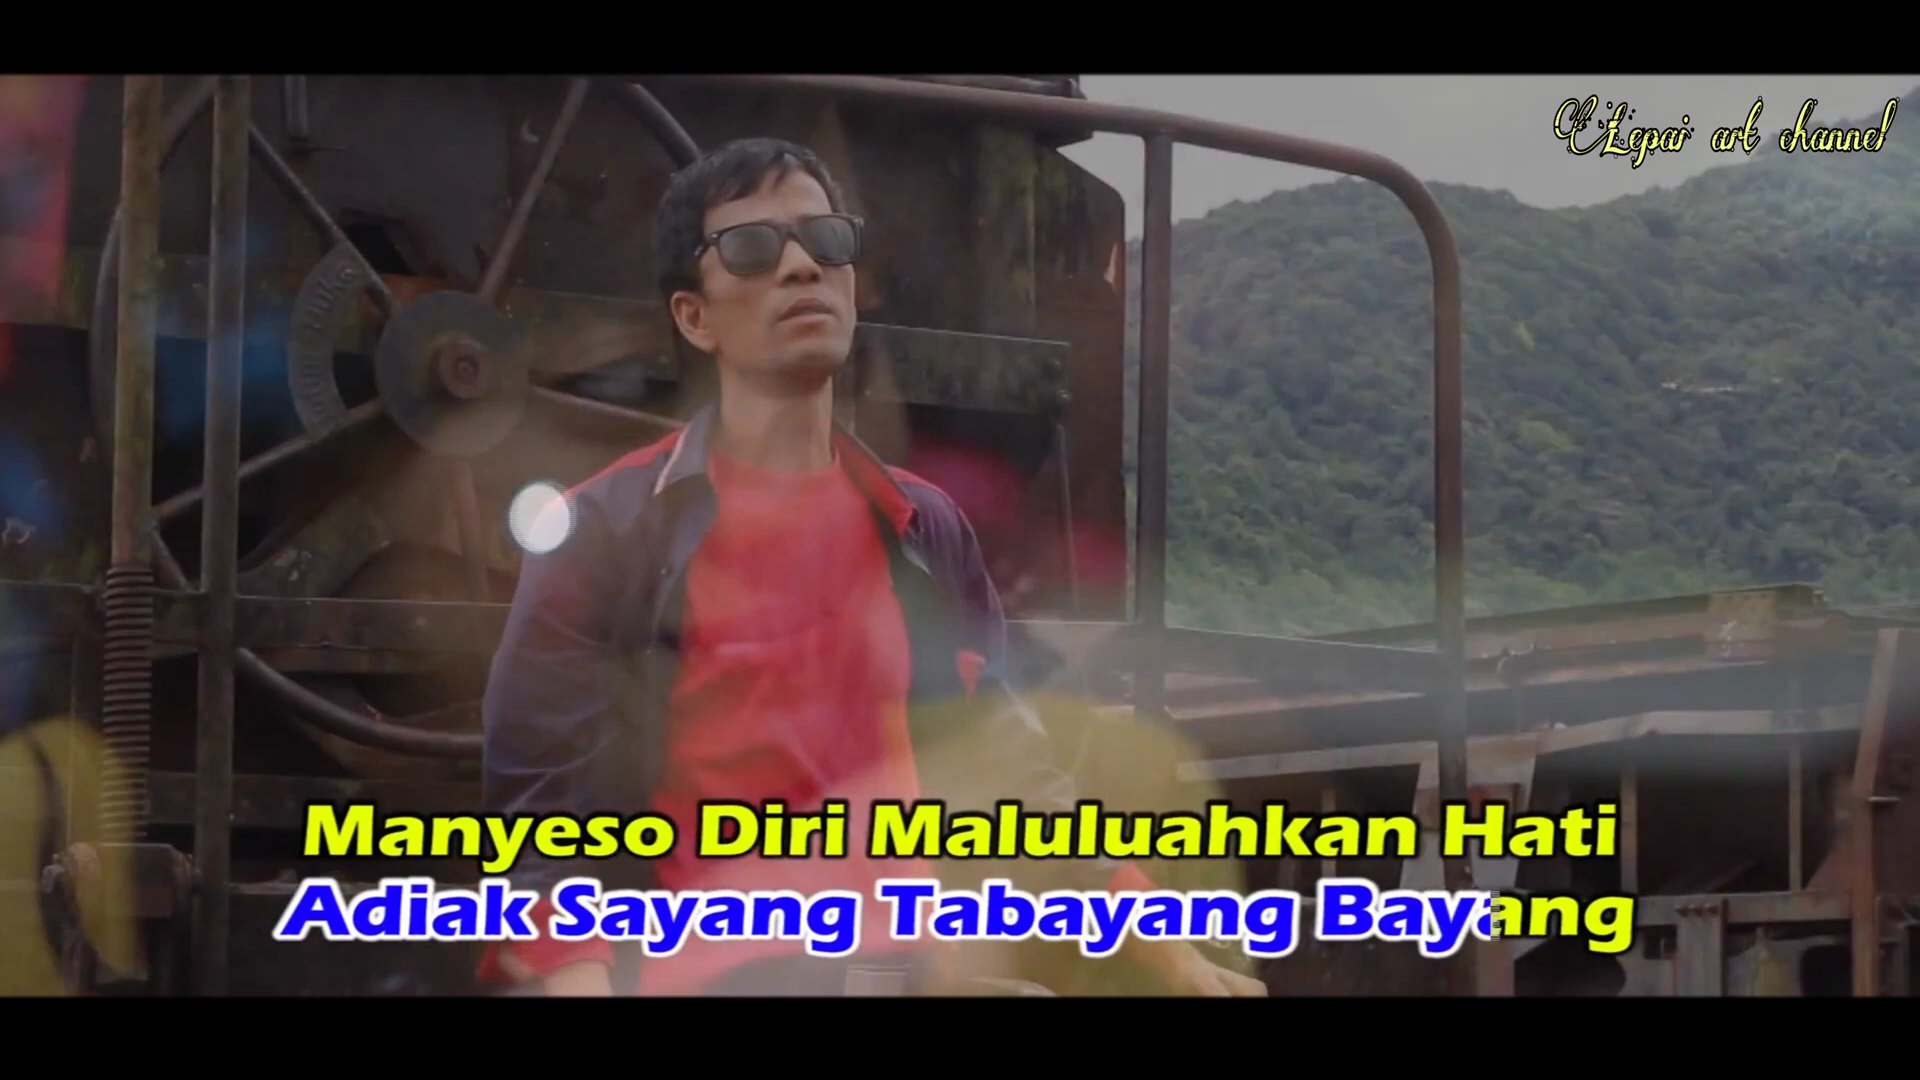 Lepai art channel
Manyeso Diri Maluluahkan Hati
Adiak Sayang Tabayang Bayang